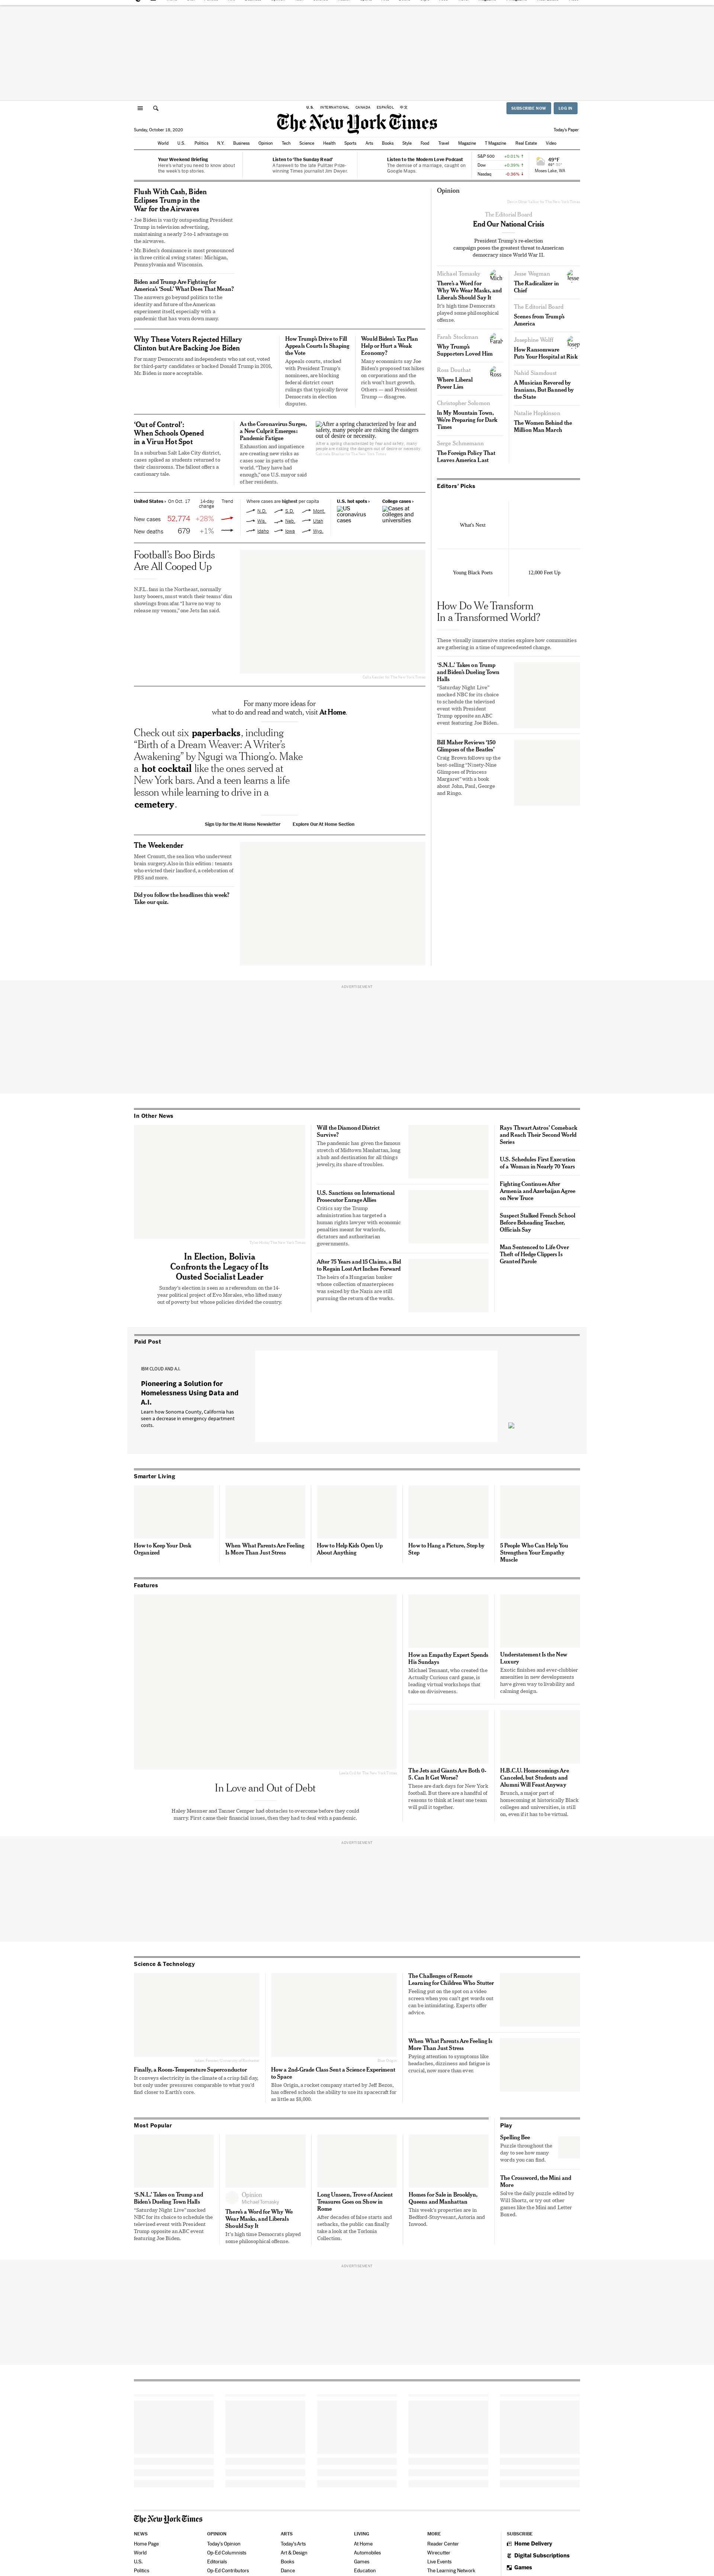 U.S.
INTERNATIONAL
CANADA
ESPAÑOL
中文
SUBSCRIBE NOW
LOG IN
The New York Times
Sunday, October 18, 2020
Today's Paper
World
U.S.
Politics
N.Y.
Business
Opinion
Tech
Science
Health
Sports
Arts
Books
Style
Food
Travel
Magazine
T Magazine
Real Estate
Video
Your Weekend Briefing
Here's what you need to know about
the week's top stories.
Listen to 'The Sunday Read'
A farewell to the late Pulitzer Prize-
winning Times journalist Jim Dwyer.
Listen to the Modern Love Podcast
The demise of a marriage, caught on
Google Maps.
S&P 500 +0.01% ↑
Dow +0.39% ↑
Nasdaq -0.36% ↓
69°F
Moses Lake, WA
Flush With Cash, Biden
Eclipses Trump in the
War for the Airwaves
Joe Biden is vastly outspending President
Trump in television advertising,
maintaining a nearly 2-to-1 advantage on
the airwaves.
Mr. Biden's dominance is most pronounced
in three critical swing states: Michigan,
Pennsylvania and Wisconsin.
Biden and Trump Are Fighting for
America's 'Soul.' What Does That Mean?
The answers go beyond politics to the
identity and future of the American
experiment itself, especially with a
pandemic that has worn down many.
Why These Voters Rejected Hillary
Clinton but Are Backing Joe Biden
For many Democrats and independents who sat out, voted
for third-party candidates or backed Donald Trump in 2016,
Mr. Biden is more acceptable.
How Trump's Drive to Fill
Appeals Courts Is Shaping
the Vote
Appeals courts, stocked
with President Trump's
nominees, are blocking
federal district court
rulings that typically favor
Democrats in election
disputes.
Would Biden's Tax Plan
Help or Hurt a Weak
Economy?
Many economists say Joe
Biden's proposed tax hikes
on corporations and the
rich won't hurt growth.
Others — and President
Trump — disagree.
'Out of Control':
When Schools Opened
in a Virus Hot Spot
In a suburban Salt Lake City district,
cases spiked as students returned to
their classrooms. The fallout offers a
cautionary tale.
As the Coronavirus Surges,
a New Culprit Emerges:
Pandemic Fatigue
Exhaustion and impatience
are creating new risks as
cases soar in parts of the
world. "They have had
enough," one U.S. mayor said
of her residents.
After a spring characterized by fear and
safety, many people are risking the dangers
out of desire or necessity.
After a spring characterized by fear and safety, many
people are risking the dangers out of desire or necessity.
United States › On Oct. 17 14-day change Trend
New cases 52,774 +28%
New deaths 679 +1%
Where cases are highest per capita
N.D. S.D. Mont.
Wis. Neb. Utah
Idaho Iowa Wyo.
U.S. hot spots ›
US
coronavirus
cases
College cases ›
Cases at
colleges and
universities
Football's Boo Birds
Are All Cooped Up
N.F.L. fans in the Northeast, normally
lusty booers, must watch their teams' dim
showings from afar. "I have no way to
release my venom," one Jets fan said.
For many more ideas for
what to do and read and watch, visit At Home.
Check out six paperbacks, including
"Birth of a Dream Weaver: A Writer's
Awakening" by Ngugi wa Thiong'o. Make
a hot cocktail like the ones served at
New York bars. And a teen learns a life
lesson while learning to drive in a
cemetery.
Sign Up for the At Home Newsletter
Explore Our At Home Section
The Weekender
Meet Cronutt, the sea lion who underwent
brain surgery. Also in this edition: tenants
who evicted their landlord, a celebration of
PBS and more.
Did you follow the headlines this week?
Take our quiz.
Opinion
The Editorial Board
End Our National Crisis
President Trump's re-election
campaign poses the greatest threat to American
democracy since World War II.
Michael Tomasky
There's a Word for
Why We Wear Masks, and
Liberals Should Say It
It's high time Democrats
played some philosophical
offense.
Farah Stockman
Why Trump's
Supporters Loved Him
Ross Douthat
Where Liberal
Power Lies
Christopher Solomon
In My Mountain Town,
We're Preparing for Dark
Times
Serge Schmemann
The Foreign Policy That
Leaves America Last
Jesse Wegman
The Radicalizer in
Chief
The Editorial Board
Scenes from Trump's
America
Josephine Wolff
How Ransomware
Puts Your Hospital at Risk
Nahid Siamdoust
A Musician Revered by
Iranians, But Banned by
the State
Natalie Hopkinson
The Women Behind the
Million Man March
Editors' Picks
What's Next
Young Black Poets
12,000 Feet Up
How Do We Transform
In a Transformed World?
These visually immersive stories explore how communities
are gathering in a time of unprecedented change.
'S.N.L.' Takes on Trump
and Biden's Dueling Town
Halls
"Saturday Night Live"
mocked NBC for its choice
to schedule the televised
event with President
Trump opposite an ABC
event featuring Joe Biden.
Bill Maher Reviews '150
Glimpses of the Beatles'
Craig Brown follows up the
best-selling "Ninety-Nine
Glimpses of Princess
Margaret" with a book
about John, Paul, George
and Ringo.
ADVERTISEMENT
In Other News
In Election, Bolivia
Confronts the Legacy of Its
Ousted Socialist Leader
Sunday's election is seen as a referendum on the 14-
year political project of Evo Morales, who lifted many
out of poverty but whose policies divided the country.
Will the Diamond District
Survive?
The pandemic has given the famous
stretch of Midtown Manhattan, long
a hub and destination for all things
jewelry, its share of troubles.
U.S. Sanctions on International
Prosecutor Enrage Allies
Critics say the Trump
administration has targeted a
human rights lawyer with economic
penalties meant for warlords,
dictators and authoritarian
governments.
After 75 Years and 15 Claims, a Bid
to Regain Lost Art Inches Forward
The heirs of a Hungarian banker
whose collection of masterpieces
was seized by the Nazis are still
pursuing the return of the works.
Rays Thwart Astros' Comeback
and Reach Their Second World
Series
U.S. Schedules First Execution
of a Woman in Nearly 70 Years
Fighting Continues After
Armenia and Azerbaijan Agree
on New Truce
Suspect Stalked French School
Before Beheading Teacher,
Officials Say
Man Sentenced to Life Over
Theft of Hedge Clippers Is
Granted Parole
Paid Post
IBM CLOUD AND A.I.
Pioneering a Solution for
Homelessness Using Data and
A.I.
Learn how Sonoma County, California has
seen a decrease in emergency department
costs.
Smarter Living
How to Keep Your Desk
Organized
When What Parents Are Feeling
Is More Than Just Stress
How to Help Kids Open Up
About Anything
How to Hang a Picture, Step by
Step
5 People Who Can Help You
Strengthen Your Empathy
Muscle
Features
In Love and Out of Debt
Haley Messner and Tanner Comper had obstacles to overcome before they could
marry. First came their financial issues, then they had to deal with a pandemic.
How an Empathy Expert Spends
His Sundays
Michael Tennant, who created the
Actually Curious card game, is
leading virtual workshops that
take on divisiveness.
Understatement Is the New
Luxury
Exotic finishes and over-clubbier
amenities in new developments
have given way to livability and
calming design.
The Jets and Giants Are Both 0-
5. Can It Get Worse?
These are dark days for New York
football. But there are a handful of
reasons to think at least one team
will pull it together.
H.B.C.U. Homecomings Are
Canceled, but Students and
Alumni Will Feast Anyway
Brunch, a major part of
homecoming at historically Black
colleges and universities, is still
on, even if it has to be virtual.
ADVERTISEMENT
Science & Technology
Finally, a Room-Temperature Superconductor
It conveys electricity in the climate of a crisp fall day,
but only under pressures comparable to what you'd
find closer to Earth's core.
How a 2nd-Grade Class Sent a Science Experiment
to Space
Blue Origin, a rocket company started by Jeff Bezos,
has offered schools the ability to use its spacecraft for
as little as $8,000.
The Challenges of Remote
Learning for Children Who Stutter
Feeling put on the spot on a video
screen when words can't get words out
can be intimidating. Experts offer
advice.
When What Parents Are Feeling Is
More Than Just Stress
Paying attention to symptoms like
headaches, dizziness and fatigue is
crucial, now more than ever.
Most Popular
'S.N.L.' Takes on Trump and
Biden's Dueling Town Halls
"Saturday Night Live" mocked
NBC for its choice to schedule the
televised event with President
Trump opposite an ABC event
featuring Joe Biden.
Opinion
Michael Tomasky
There's a Word for Why We
Wear Masks, and Liberals
Should Say It
It's high time Democrats played
some philosophical offense.
Long Unseen, Trove of Ancient
Treasures Goes on Show in
Rome
After decades of false starts and
setbacks, the public can finally
take a look at the Torlonia
Collection.
Homes for Sale in Brooklyn,
Queens and Manhattan
This week's properties are in
Bedford-Stuyvesant, Astoria and
Inwood.
Play
Spelling Bee
Puzzle throughout the
day to see how many
words you can find.
The Crossword, the Mini and
More
Solve the daily puzzle edited by
Will Shortz, or try out other
games like the Mini and Letter
Boxed.
ADVERTISEMENT
The New York Times
NEWS
Home Page
World
U.S.
Politics
OPINION
Today's Opinion
Op-Ed Columnists
Editorials
Op-Ed Contributors
ARTS
Today's Arts
Art & Design
Books
Dance
LIVING
At Home
Automobiles
Games
Education
MORE
Reader Center
Wirecutter
Live Events
The Learning Network
SUBSCRIBE
Home Delivery
Digital Subscriptions
Games